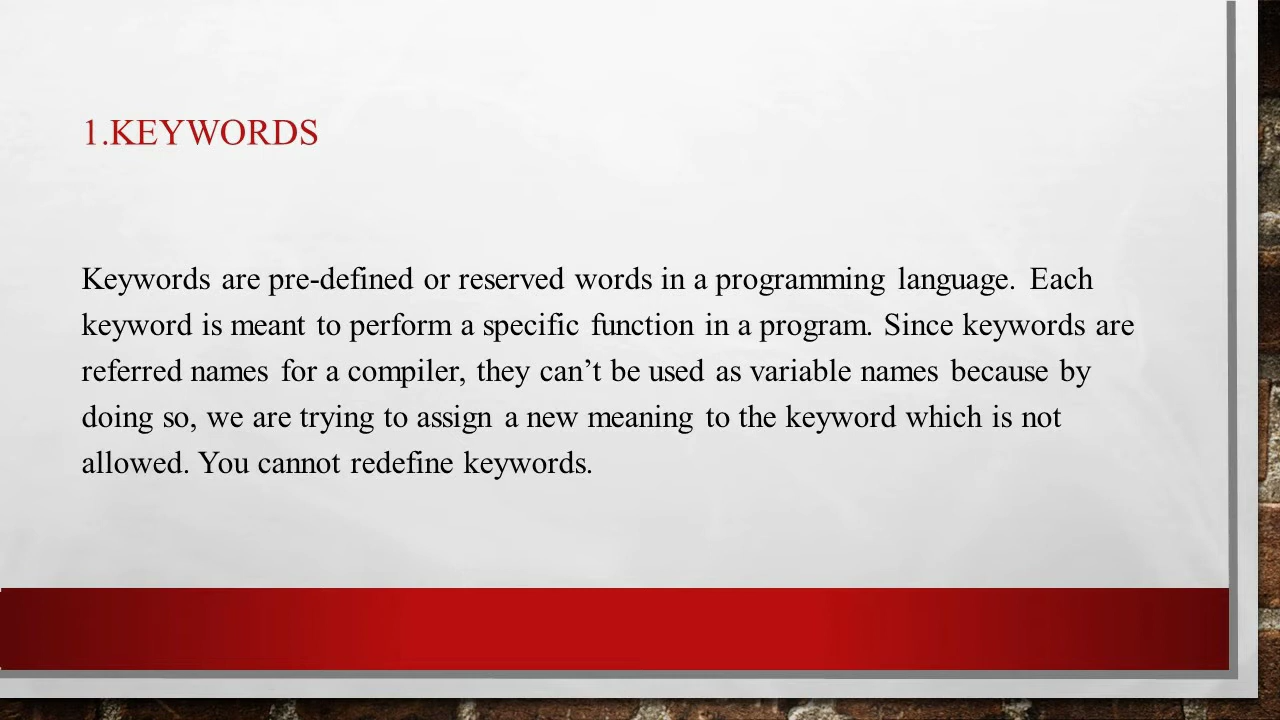 1.KEYWORDS
Keywords are pre-defined or reserved words in a programming language. Each
keyword is meant to perform a specific function in a program. Since keywords are
referred names for a compiler, they can’t be used as variable names because by
doing so, we are trying to assign a new meaning to the keyword which is not
allowed. You cannot redefine keywords.